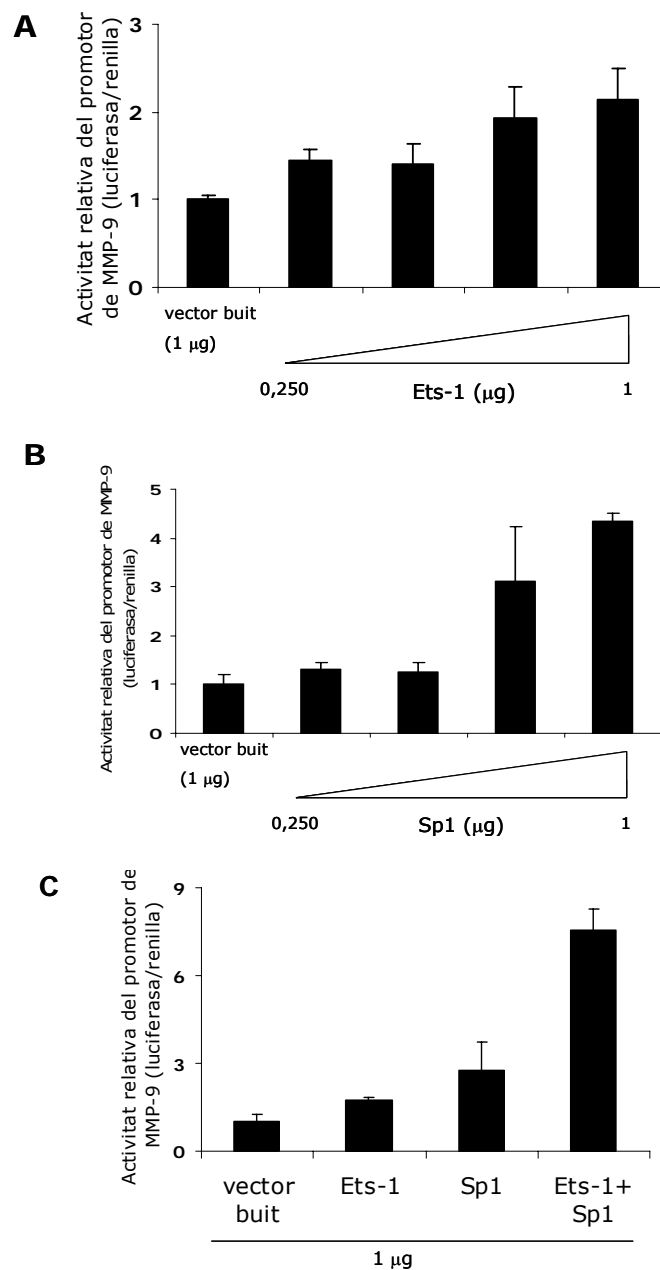 A
Activitat relativa del promotor
de MMP-9 (luciferasa/renilla)
3
2
1
0
vector buit
(1 μg)
0,250
Ets-1 (μg)
1
B
Activitat relativa del promotor de MMP-9
(luciferasa/renilla)
5
4
3
2
1
0
vector buit
(1 μg)
0,250
Sp1 (μg)
1
C
Activitat relativa del promotor de
MMP-9 (luciferasa/renilla)
9
6
3
0
vector
buit
Ets-1
Sp1
Ets-1+
Sp1
1 μg